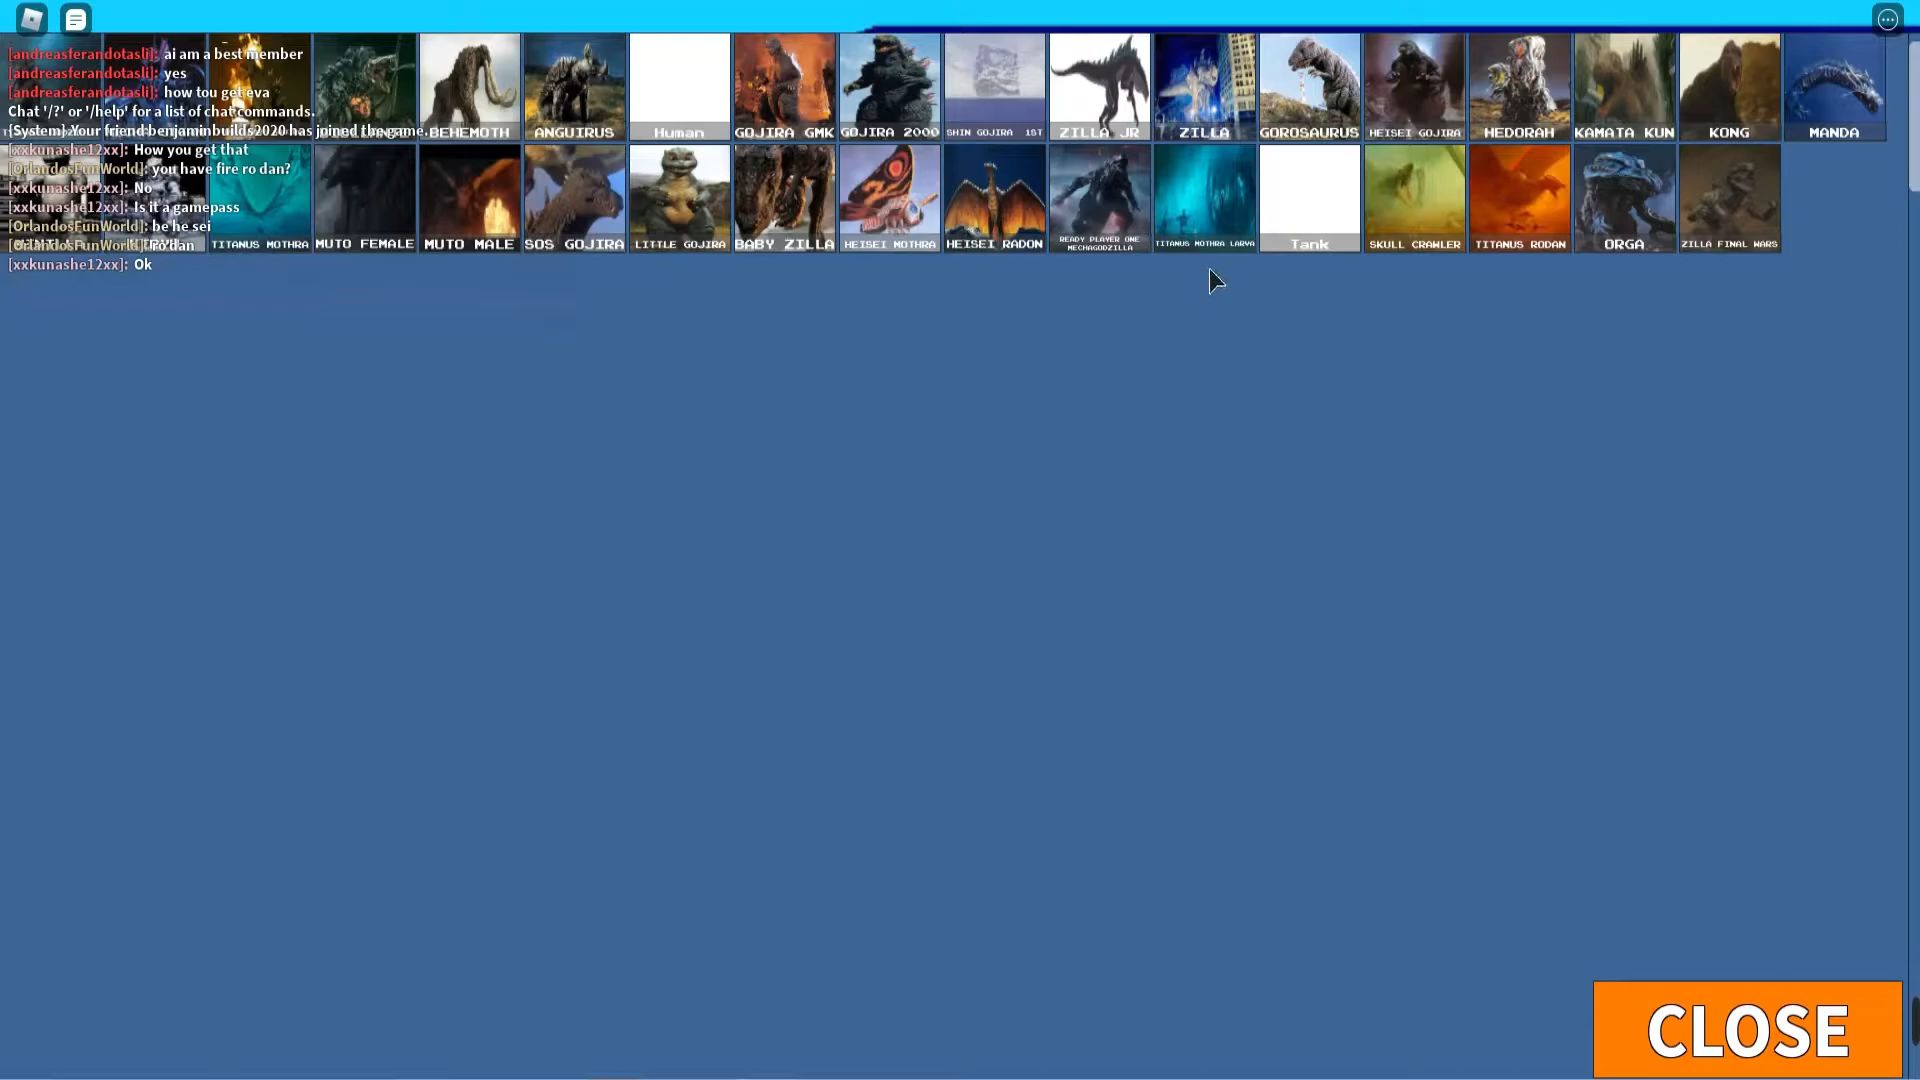 [andreasferandotasli]: ai am a best member
[andreasferandotasli]: yes
[andreasferandotasli]: how tou get eva
Chat '/?' or '/help' for a list of chat commands.
{System} Your friend benjaminbuilds2020 has joined the game.
[xxkunashe12xx]: How you get that
[OrlandosFunWorld]: you have fire ro dan?
[xxkunashe12xx]: No
[xxkunashe12xx]: Is it a gamepass
[OrlandosFunWorld]: be he sei
[OrlandosFunWorld]: ro dan
[xxkunashe12xx]: Ok
BEHEMOTH
ANGUIRUS
Human
GOJIRA GMK
GOJIRA 2000
SHIN GOJIRA 1ST
ZILLA JR
ZILLA
GOROSAURUS
HEISEI GOJIRA
HEDORAH
KAMATA KUN
KONG
MANDA
TITANUS MOTHRA
MUTO FEMALE
MUTO MALE
SOS GOJIRA
LITTLE GOJIRA
BABY ZILLA
HEISEI MOTHRA
HEISEI RADON
READY PLAYER ONE
MECHAGODZILLA
TITANUS MOTHRA LARVA
Tank
SKULL CRAWLER
TITANUS RODAN
ORGA
ZILLA FINAL WARS
CLOSE